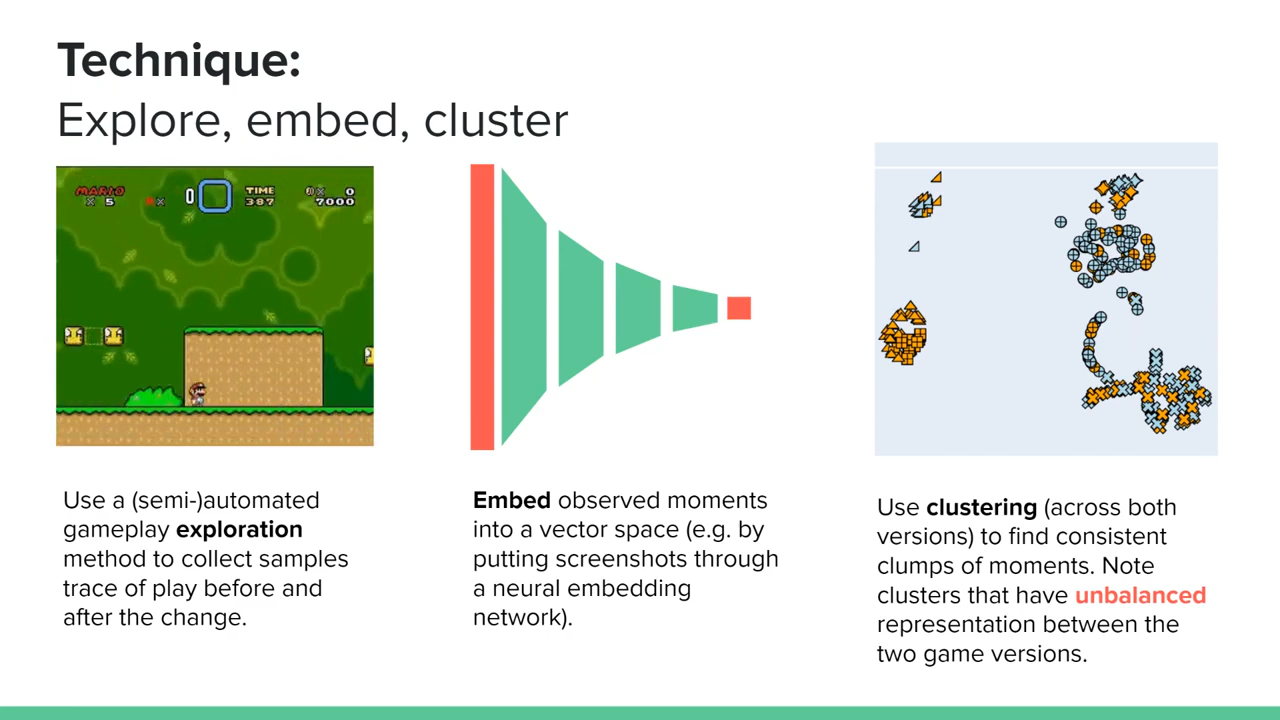 Technique:
Explore, embed, cluster
MARIO
x 5
0
TIME
387
0
7000
Use a (semi-)automated
gameplay exploration
method to collect samples
trace of play before and
after the change.
Embed observed moments
into a vector space (e.g. by
putting screenshots through
a neural embedding
network).
Use clustering (across both
versions) to find consistent
clumps of moments. Note
clusters that have unbalanced
representation between the
two game versions.